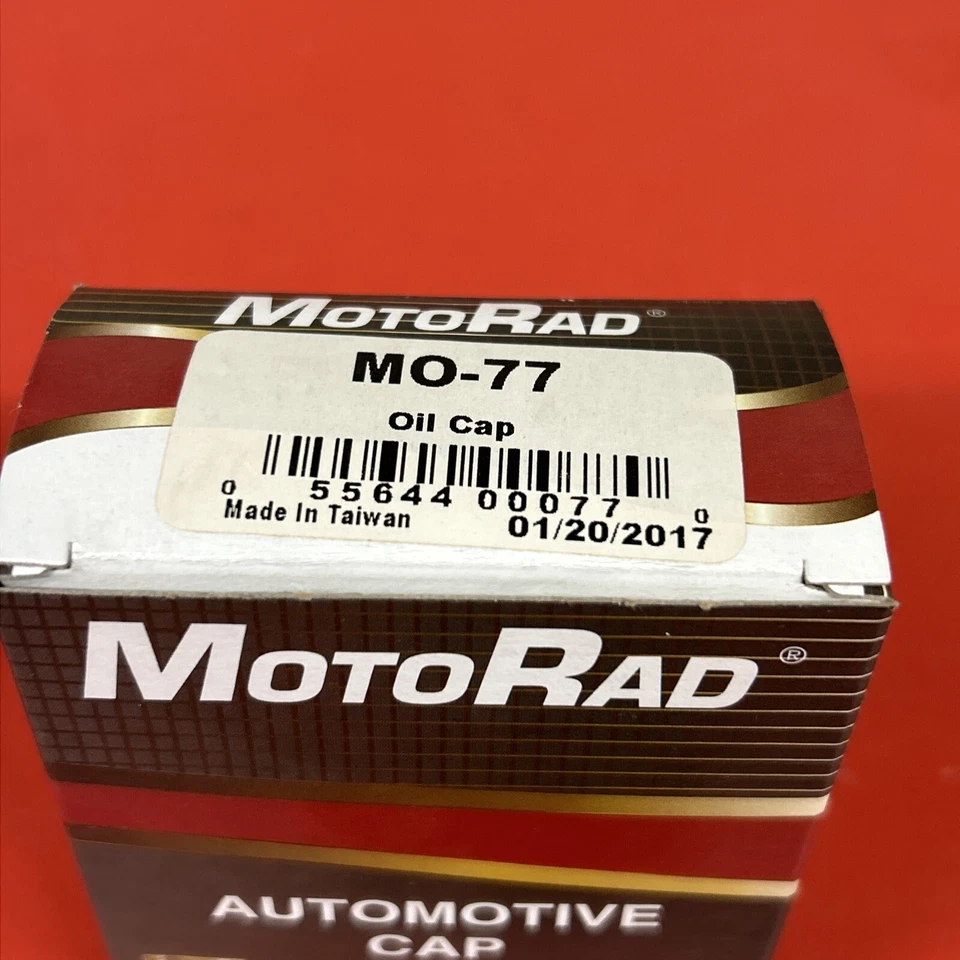 MOTORAD®
MO-77
Oil Cap
0 55644 00077 0
Made In Taiwan 01/20/2017
MOTORAD®
AUTOMOTIVE
CAP